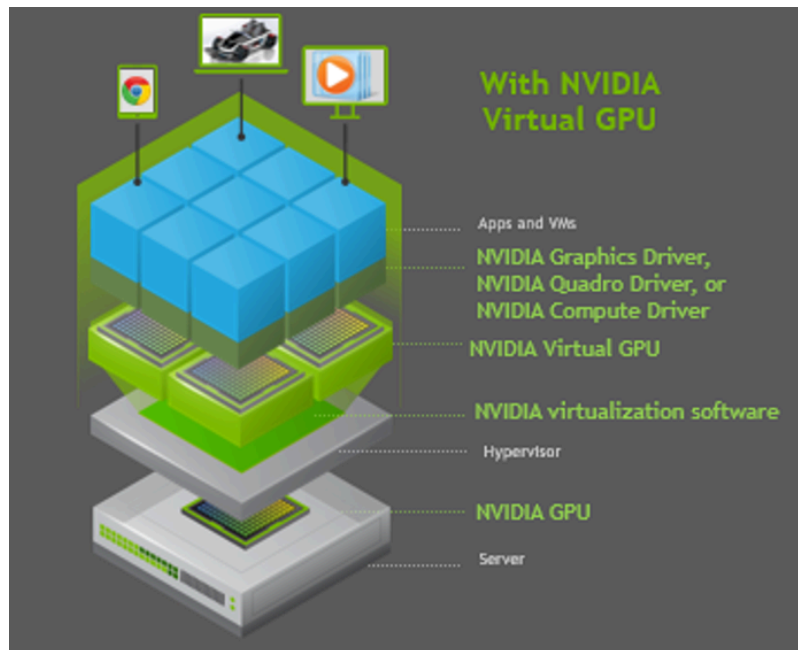 With NVIDIA
Virtual GPU
Apps and VMs
NVIDIA Graphics Driver,
NVIDIA Quadro Driver, or
NVIDIA Compute Driver
NVIDIA Virtual GPU
NVIDIA virtualization software
Hypervisor
NVIDIA GPU
Server